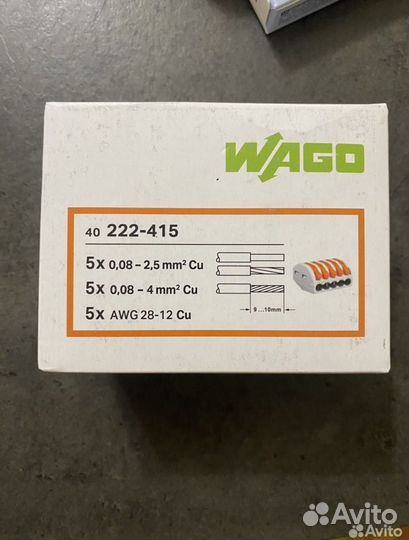 WAGO
40 222-415
5x 0,08 – 2,5 mm² Cu
5x 0,08 – 4 mm² Cu
5x AWG 28-12 Cu
9 ...10mm
Avito
Avito